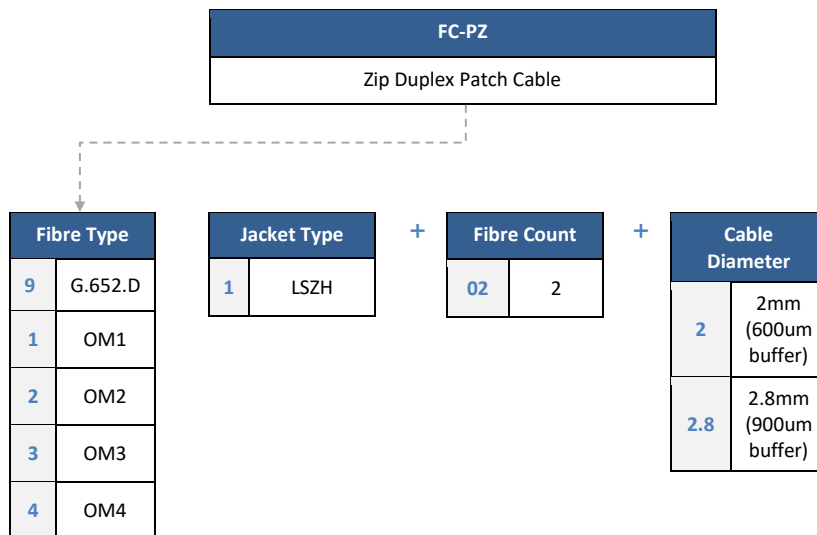 FC-PZ
Zip Duplex Patch Cable
Fibre Type
9 G.652.D
1 OM1
2 OM2
3 OM3
4 OM4
Jacket Type
1 LSZH
+
Fibre Count
02 2
+
Cable
Diameter
2 2mm
(600um
buffer)
2.8 2.8mm
(900um
buffer)